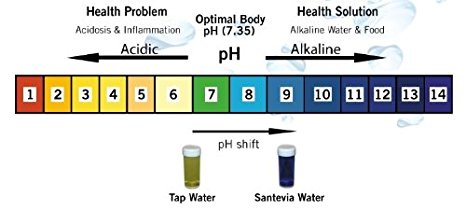 Health Problem
Acidosis & Inflammation
Acidic
Optimal Body
pH (7.35)
pH
Health Solution
Alkaline Water & Food
Alkaline
1 2 3 4 5 6 7 8 9 10 11 12 13 14
pH shift
Tap Water
Santevia Water